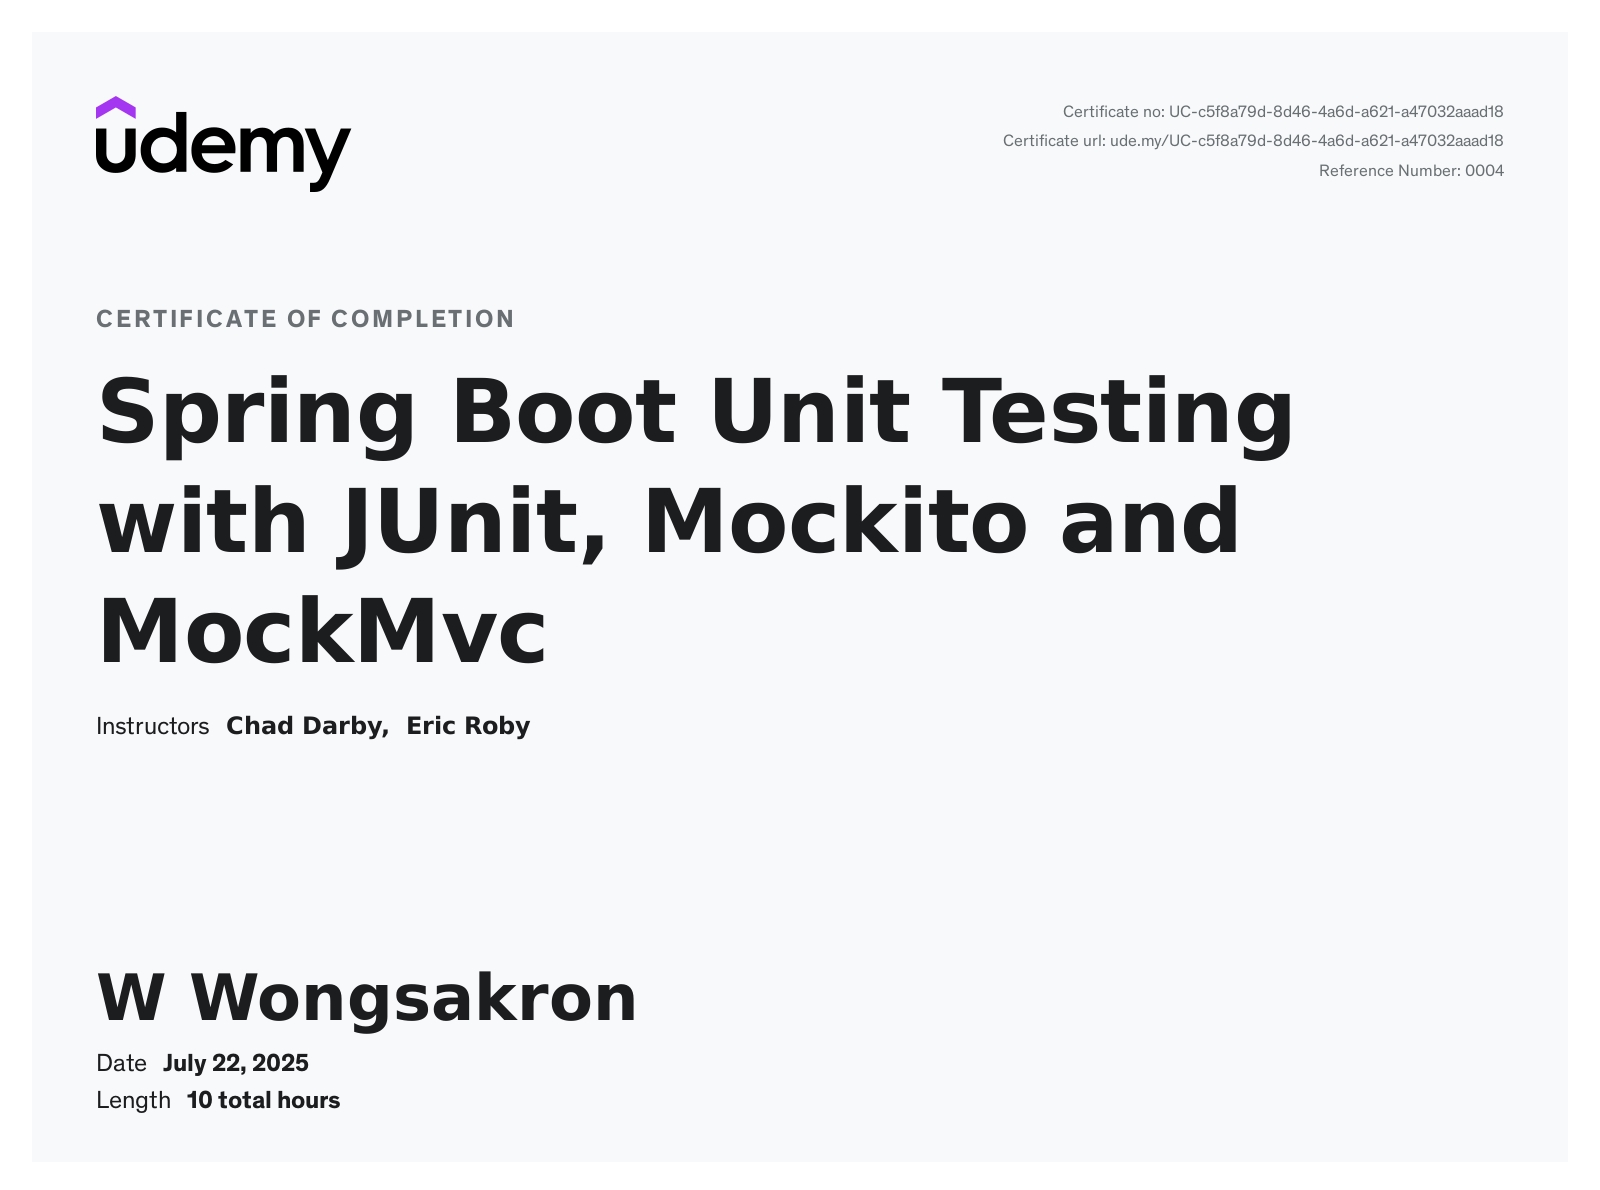 udemy
Certificate no: UC-c5f8a79d-8d46-4a6d-a621-a47032aaad18
Certificate url: ude.my/UC-c5f8a79d-8d46-4a6d-a621-a47032aaad18
Reference Number: 0004
CERTIFICATE OF COMPLETION
Spring Boot Unit Testing
with JUnit, Mockito and
MockMvc
Instructors Chad Darby, Eric Roby
W Wongsakron
Date July 22, 2025
Length 10 total hours